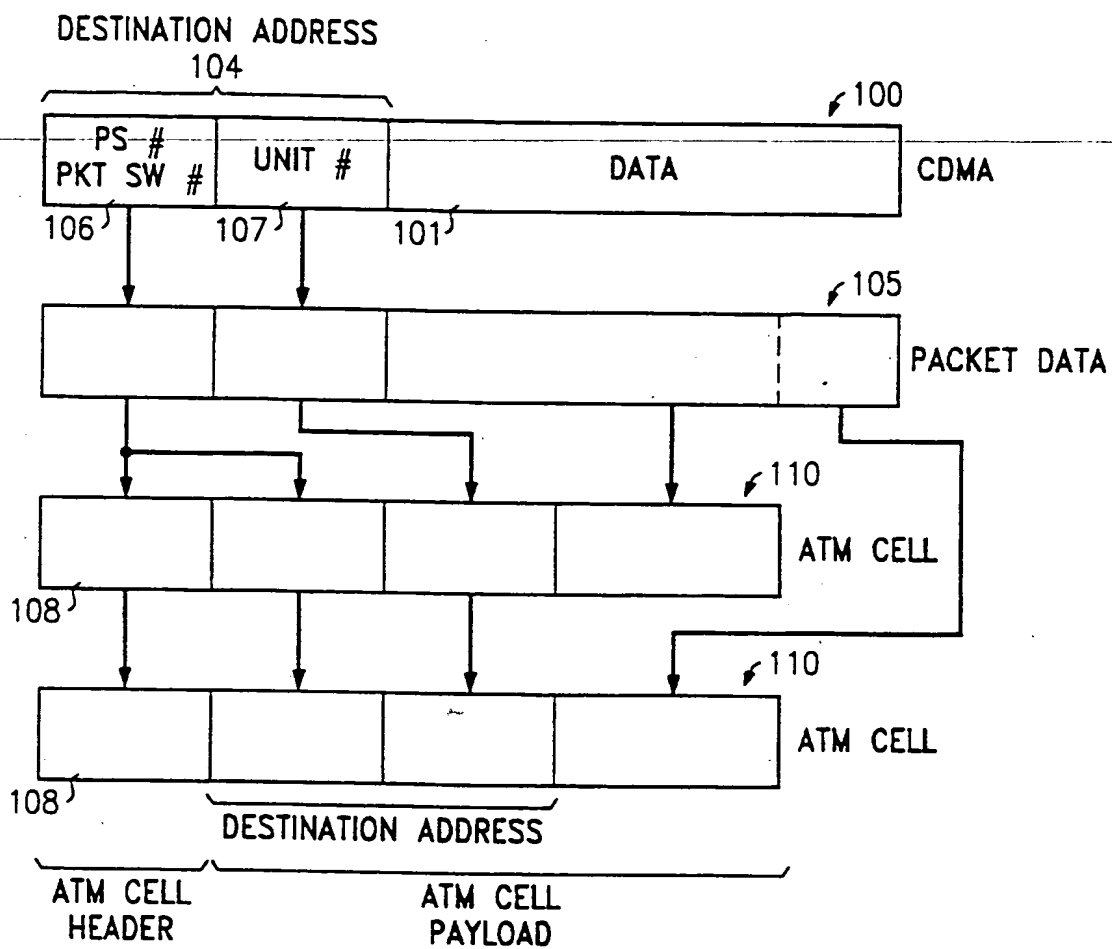 DESTINATION ADDRESS
104
100
PS #
PKT SW #
UNIT #
DATA
CDMA
106
107
101
105
PACKET DATA
110
ATM CELL
108
110
ATM CELL
108
DESTINATION ADDRESS
ATM CELL
HEADER
ATM CELL
PAYLOAD